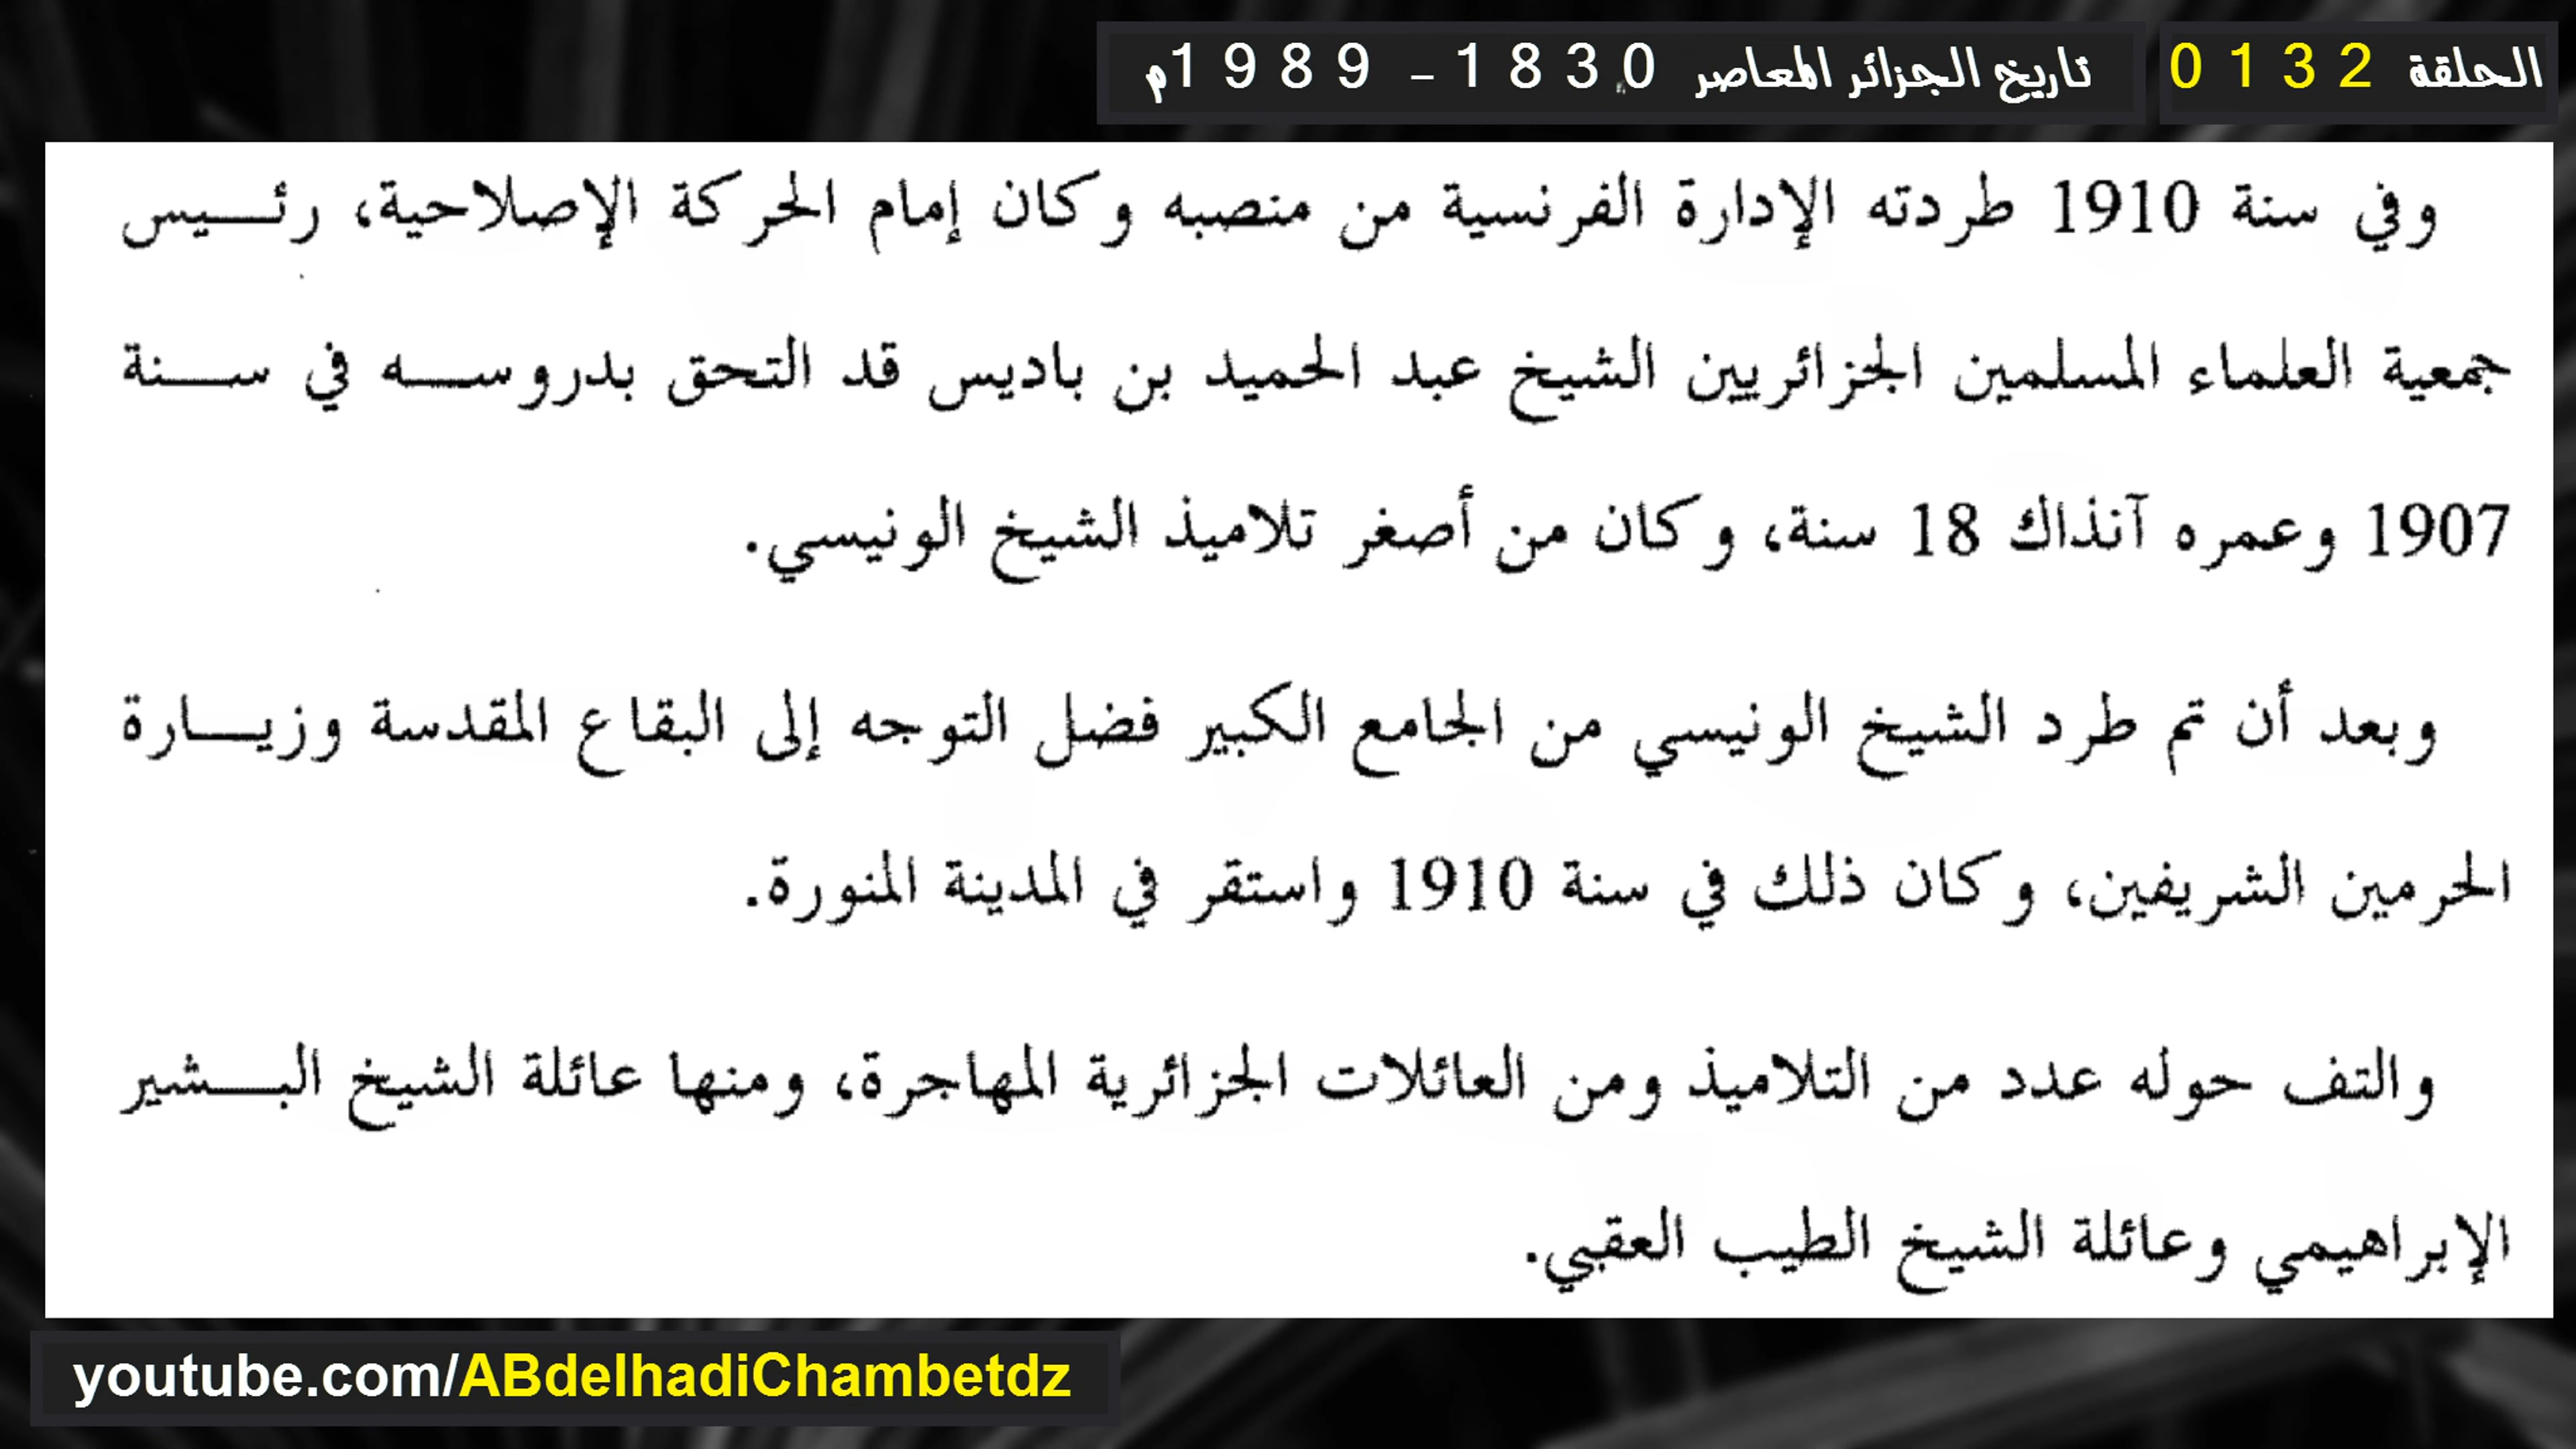 الحلقة 0132
تاريخ الجزائر المعاصر 1830 – 1989م
وفي سنة 1910 طردته الإدارة الفرنسية من منصبه وكان إمام الحركة الإصلاحية، رئـــيس
جمعية العلماء المسلمين الجزائريين الشيخ عبد الحميد بن باديس قد التحق بدروســـه في ســـنة
1907 وعمره آنذاك 18 سنة، وكان من أصغر تلاميذ الشيخ الونيسي.
وبعد أن تم طرد الشيخ الونيسي من الجامع الكبير فضل التوجه إلى البقاع المقدسة وزيـــارة
الحرمين الشريفين، وكان ذلك في سنة 1910 واستقر في المدينة المنورة.
والتف حوله عدد من التلاميذ ومن العائلات الجزائرية المهاجرة، ومنها عائلة الشيخ البـــشير
الإبراهيمي وعائلة الشيخ الطيب العقبي.
youtube.com/ABdelhadiChambetdz